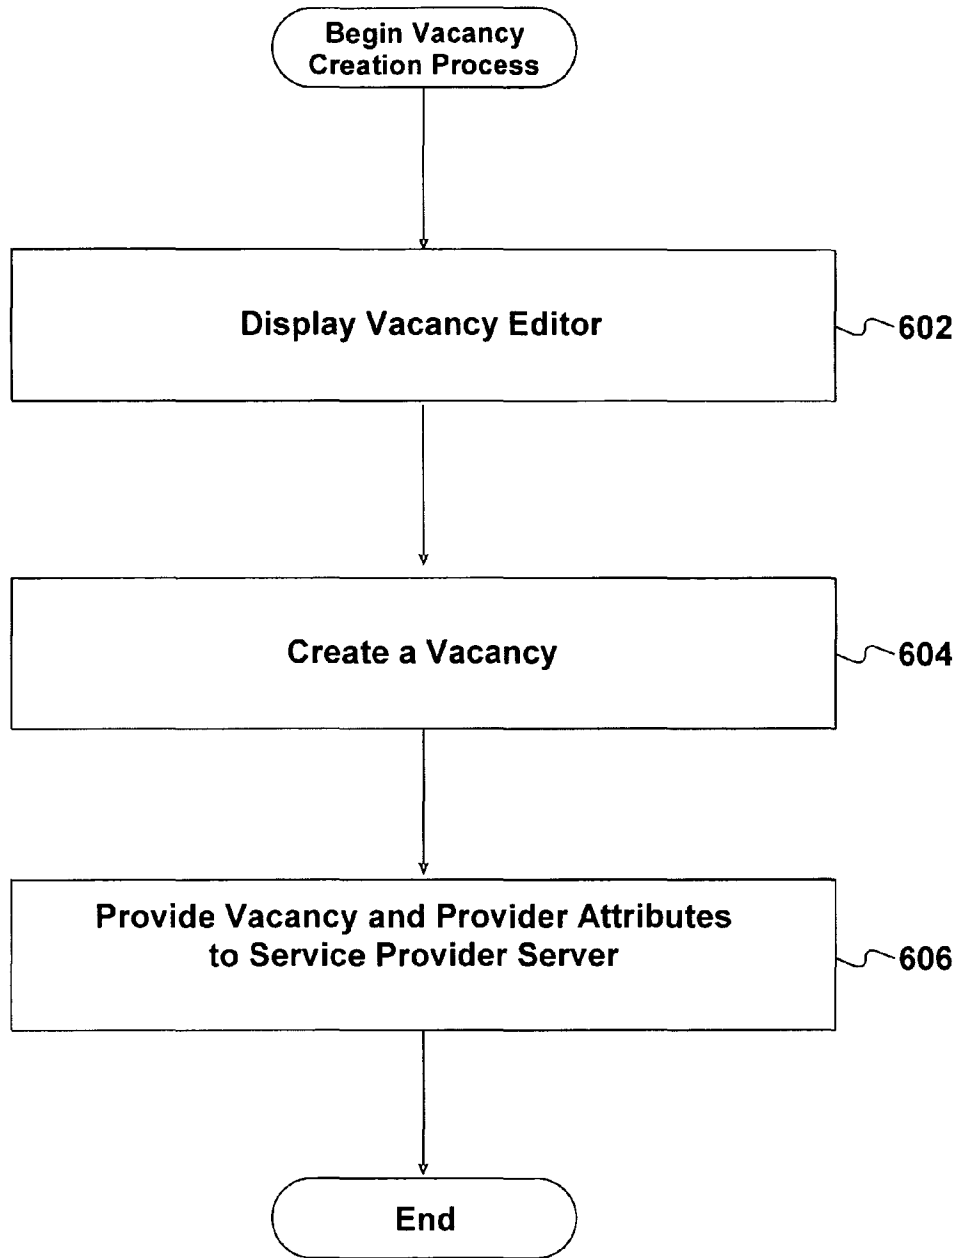 Begin Vacancy
Creation Process
Display Vacancy Editor
602
Create a Vacancy
604
Provide Vacancy and Provider Attributes
to Service Provider Server
606
End